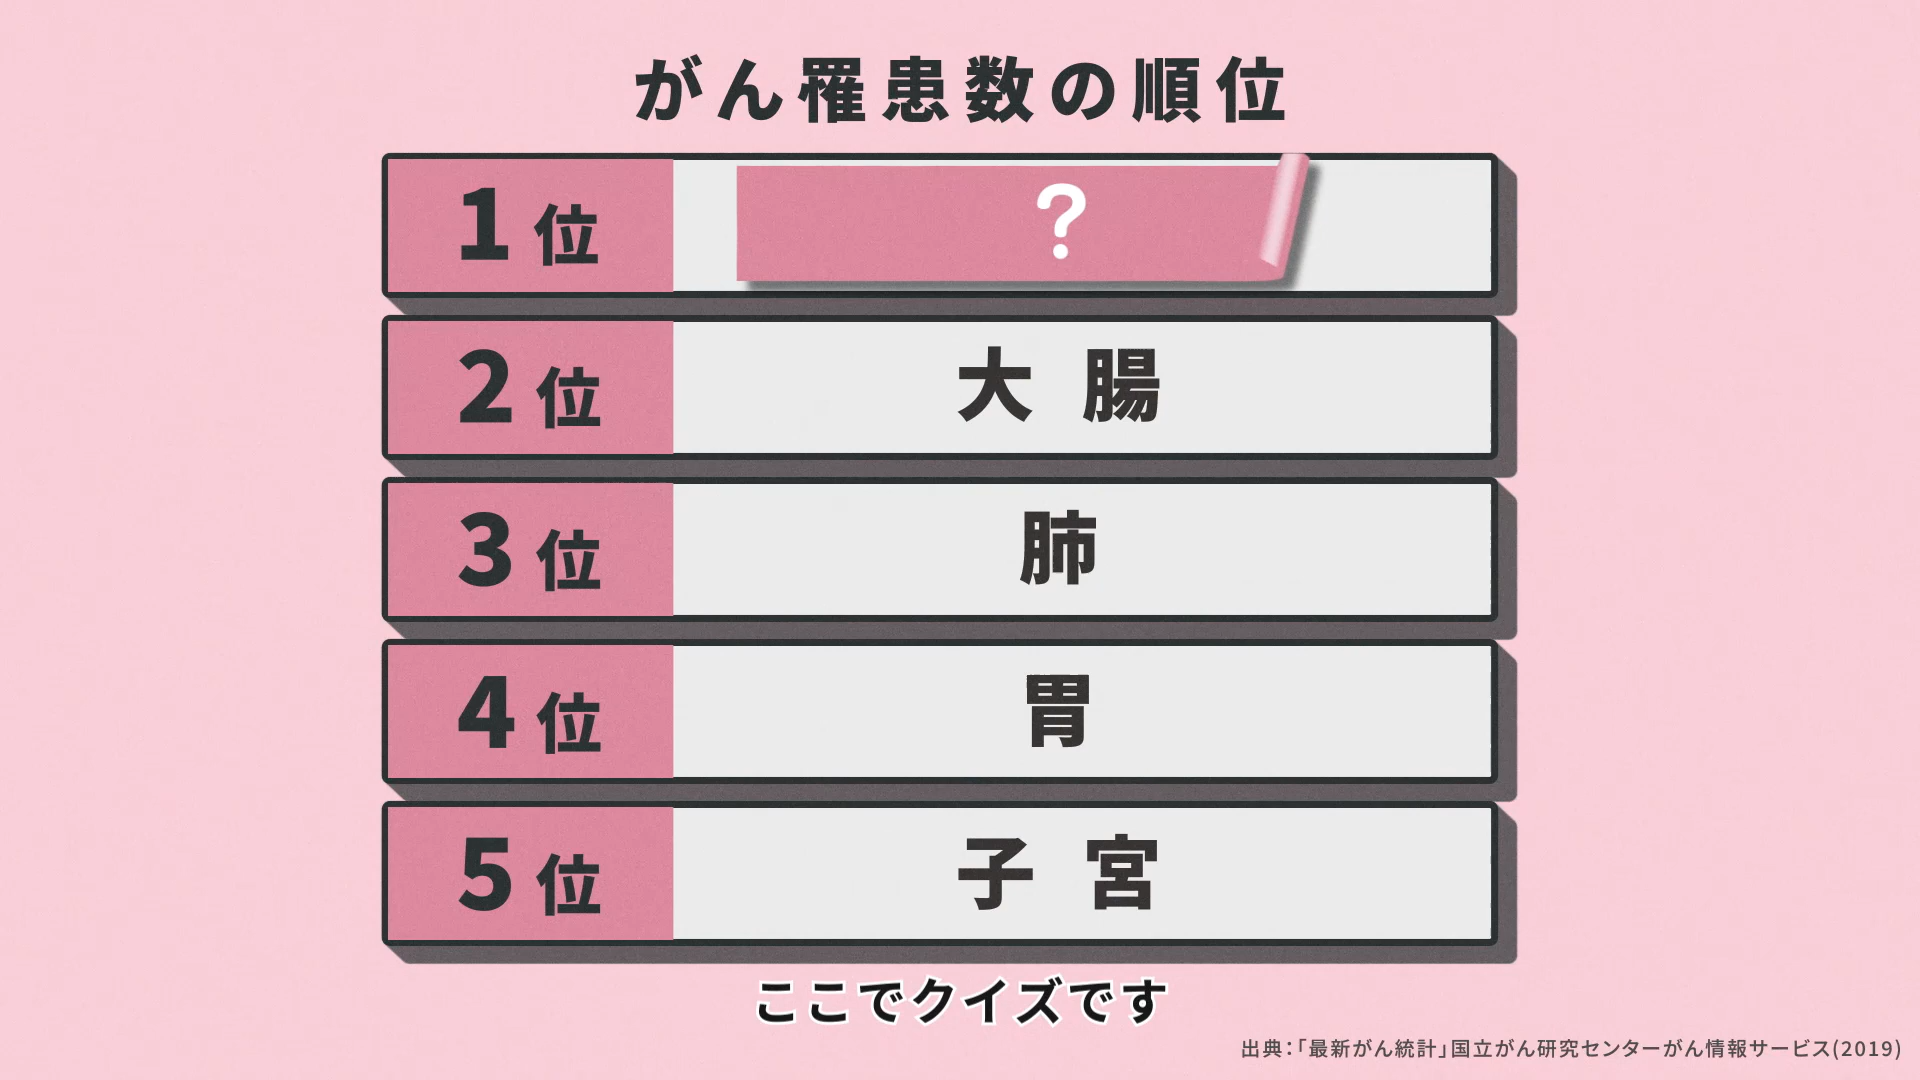 がん罹患数の順位
1位 ?
2位 大腸
3位 肺
4位 胃
5位 子宮
ここでクイズです
出典：「最新がん統計」国立がん研究センターがん情報サービス(2019)